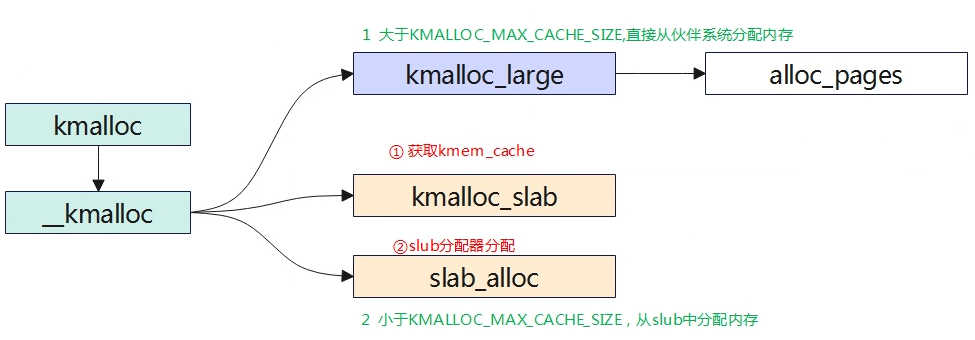 1 大于KMALLOC_MAX_CACHE_SIZE,直接从伙伴系统分配内存
kmalloc_large
alloc_pages
kmalloc
① 获取kmem_cache
kmalloc_slab
__kmalloc
②slub分配器分配
slab_alloc
2 小于KMALLOC_MAX_CACHE_SIZE，从slub中分配内存